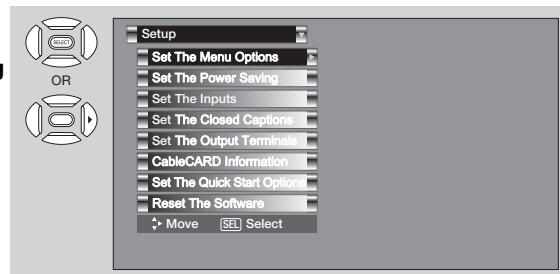 SELECT
OR
Setup
Set The Menu Options
Set The Power Saving
Set The Inputs
Set The Closed Captions
Set The Output Terminals
CableCARD Information
Set The Quick Start Options
Reset The Software
Move SEL Select